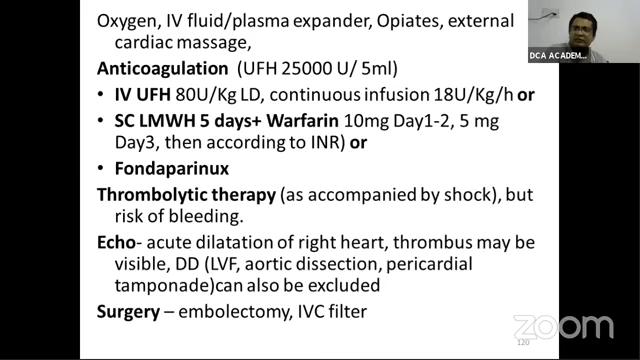 Oxygen, IV fluid/plasma expander, Opiates, external
cardiac massage,
Anticoagulation (UFH 25000 U/ 5ml)
• IV UFH 80U/Kg LD, continuous infusion 18U/Kg/h or
• SC LMWH 5 days+ Warfarin 10mg Day1-2, 5 mg
Day3, then according to INR) or
• Fondaparinux
Thrombolytic therapy (as accompanied by shock), but
risk of bleeding.
Echo- acute dilatation of right heart, thrombus may be
visible, DD (LVF, aortic dissection, pericardial
tamponade)can also be excluded
Surgery – embolectomy, IVC filter
DCA ACADEM...
zoom
120